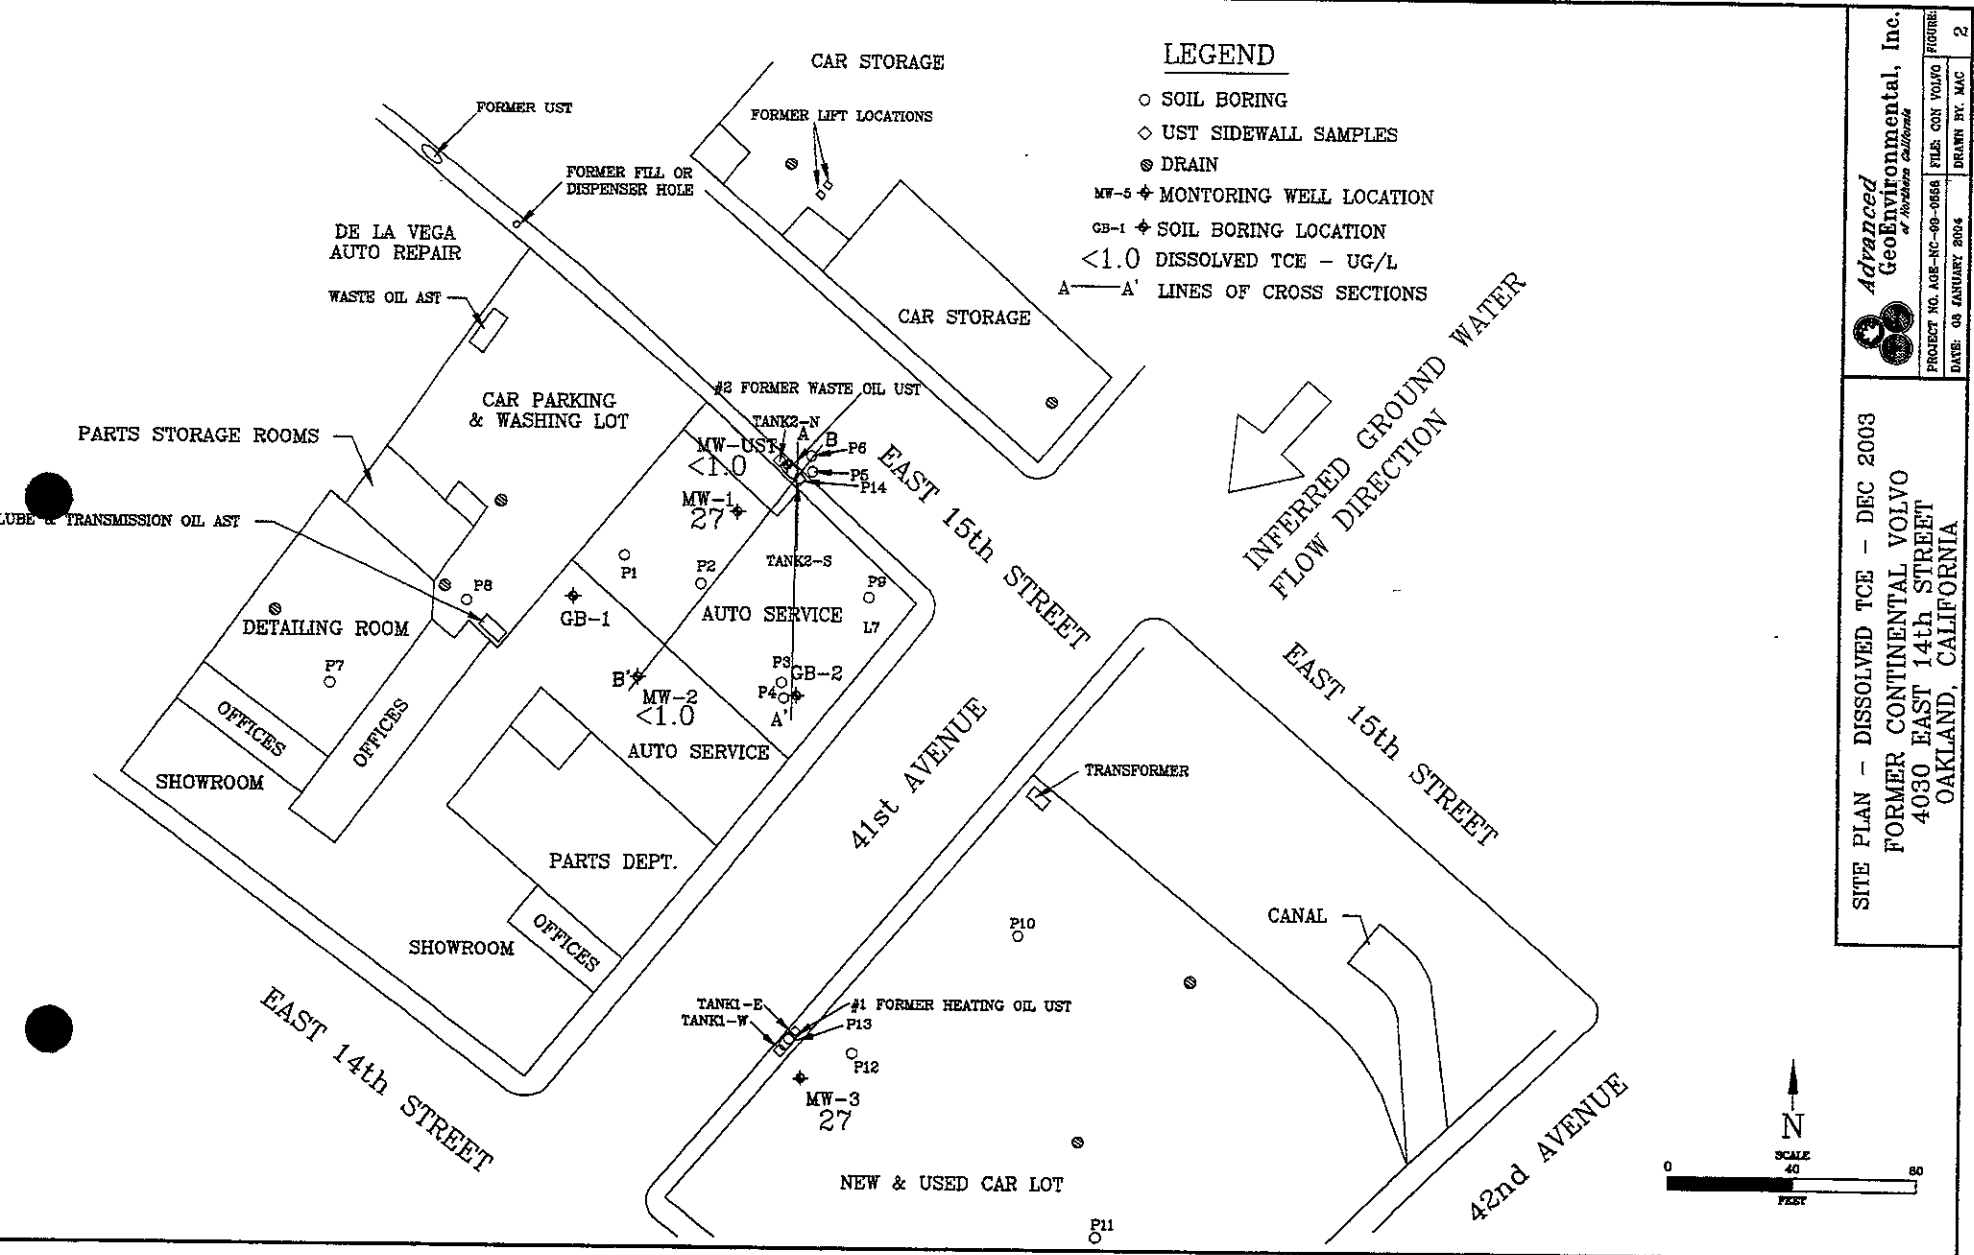 CAR STORAGE
FORMER UST
FORMER LIFT LOCATIONS
FORMER FILL OR
DISPENSER HOLE
DE LA VEGA
AUTO REPAIR
WASTE OIL AST
CAR STORAGE
LEGEND
SOIL BORING
UST SIDEWALL SAMPLES
DRAIN
MW-5 MONTORING WELL LOCATION
GB-1 SOIL BORING LOCATION
<1.0 DISSOLVED TCE - UG/L
A A' LINES OF CROSS SECTIONS
INFERRED GROUND WATER
FLOW DIRECTION
CAR PARKING
& WASHING LOT
PARTS STORAGE ROOMS
LUBE & TRANSMISSION OIL AST
#2 FORMER WASTE OIL UST
TANK2-N
A
B
P6
P5
P14
MW-UST
<1.0
MW-1
27
TANK2-S
EAST 15th STREET
P1
P2
P9
L7
AUTO SERVICE
GB-1
P8
DETAILING ROOM
P7
P3
GB-2
P4
A'
B'
MW-2
<1.0
AUTO SERVICE
OFFICES
OFFICES
SHOWROOM
PARTS DEPT.
OFFICES
SHOWROOM
EAST 14th STREET
41st AVENUE
EAST 15th STREET
TRANSFORMER
CANAL
P10
TANK1-E
TANK1-W
#1 FORMER HEATING OIL UST
P13
P12
MW-3
27
NEW & USED CAR LOT
P11
42nd AVENUE
N
SCALE
0 40 80
FEET
Advanced
GeoEnvironmental, Inc.
of Northern California
PROJECT NO. AGE-NC-99-0558 FILE: CON VOLVO FIGURE:
DATE: 08 JANUARY 2004 DRAWN BY: MAC 2
SITE PLAN - DISSOLVED TCE - DEC 2003
FORMER CONTINENTAL VOLVO
4030 EAST 14th STREET
OAKLAND, CALIFORNIA